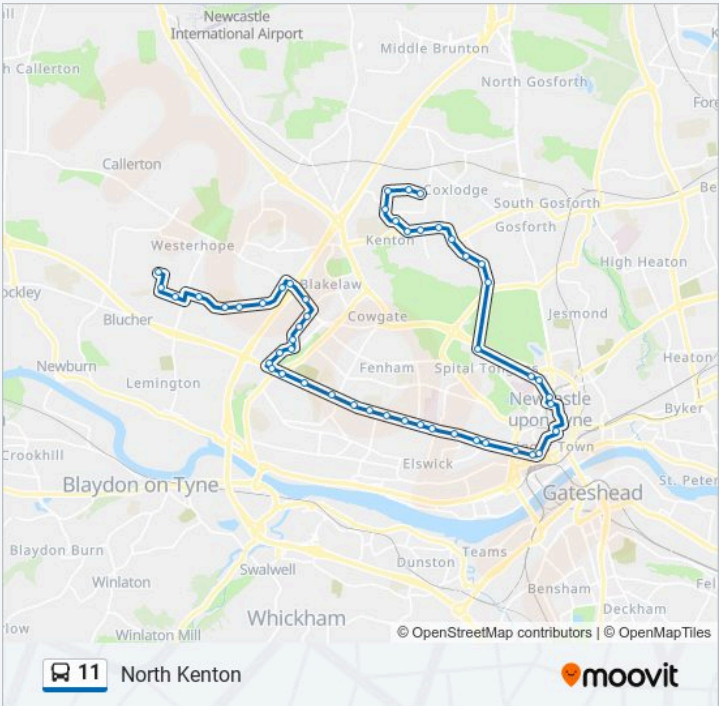 Newcastle
International Airport
Middle Brunton
h Callerton
North Gosforth
Fore
Callerton
Coxlodge
Be
South Gosforth
Gosforth
Kenton
Westerhope
High Heaton
Blakelaw
ockley
Blucher
Cowgate
Jesmond
Heaton
Newburn
Fenham
Lemington
Newcastle
upon Tyne
Byker
Town
Crookhill
Elswick
Blaydon on Tyne
St. Peter
Gateshead
Blaydon Burn
Teams
Dunston
Swalwell
Winlaton
Bensham
Fel
Deckham
Whickham
low
Winlaton Mill
© OpenStreetMap contributors | © OpenMapTiles
11 North Kenton
moovit